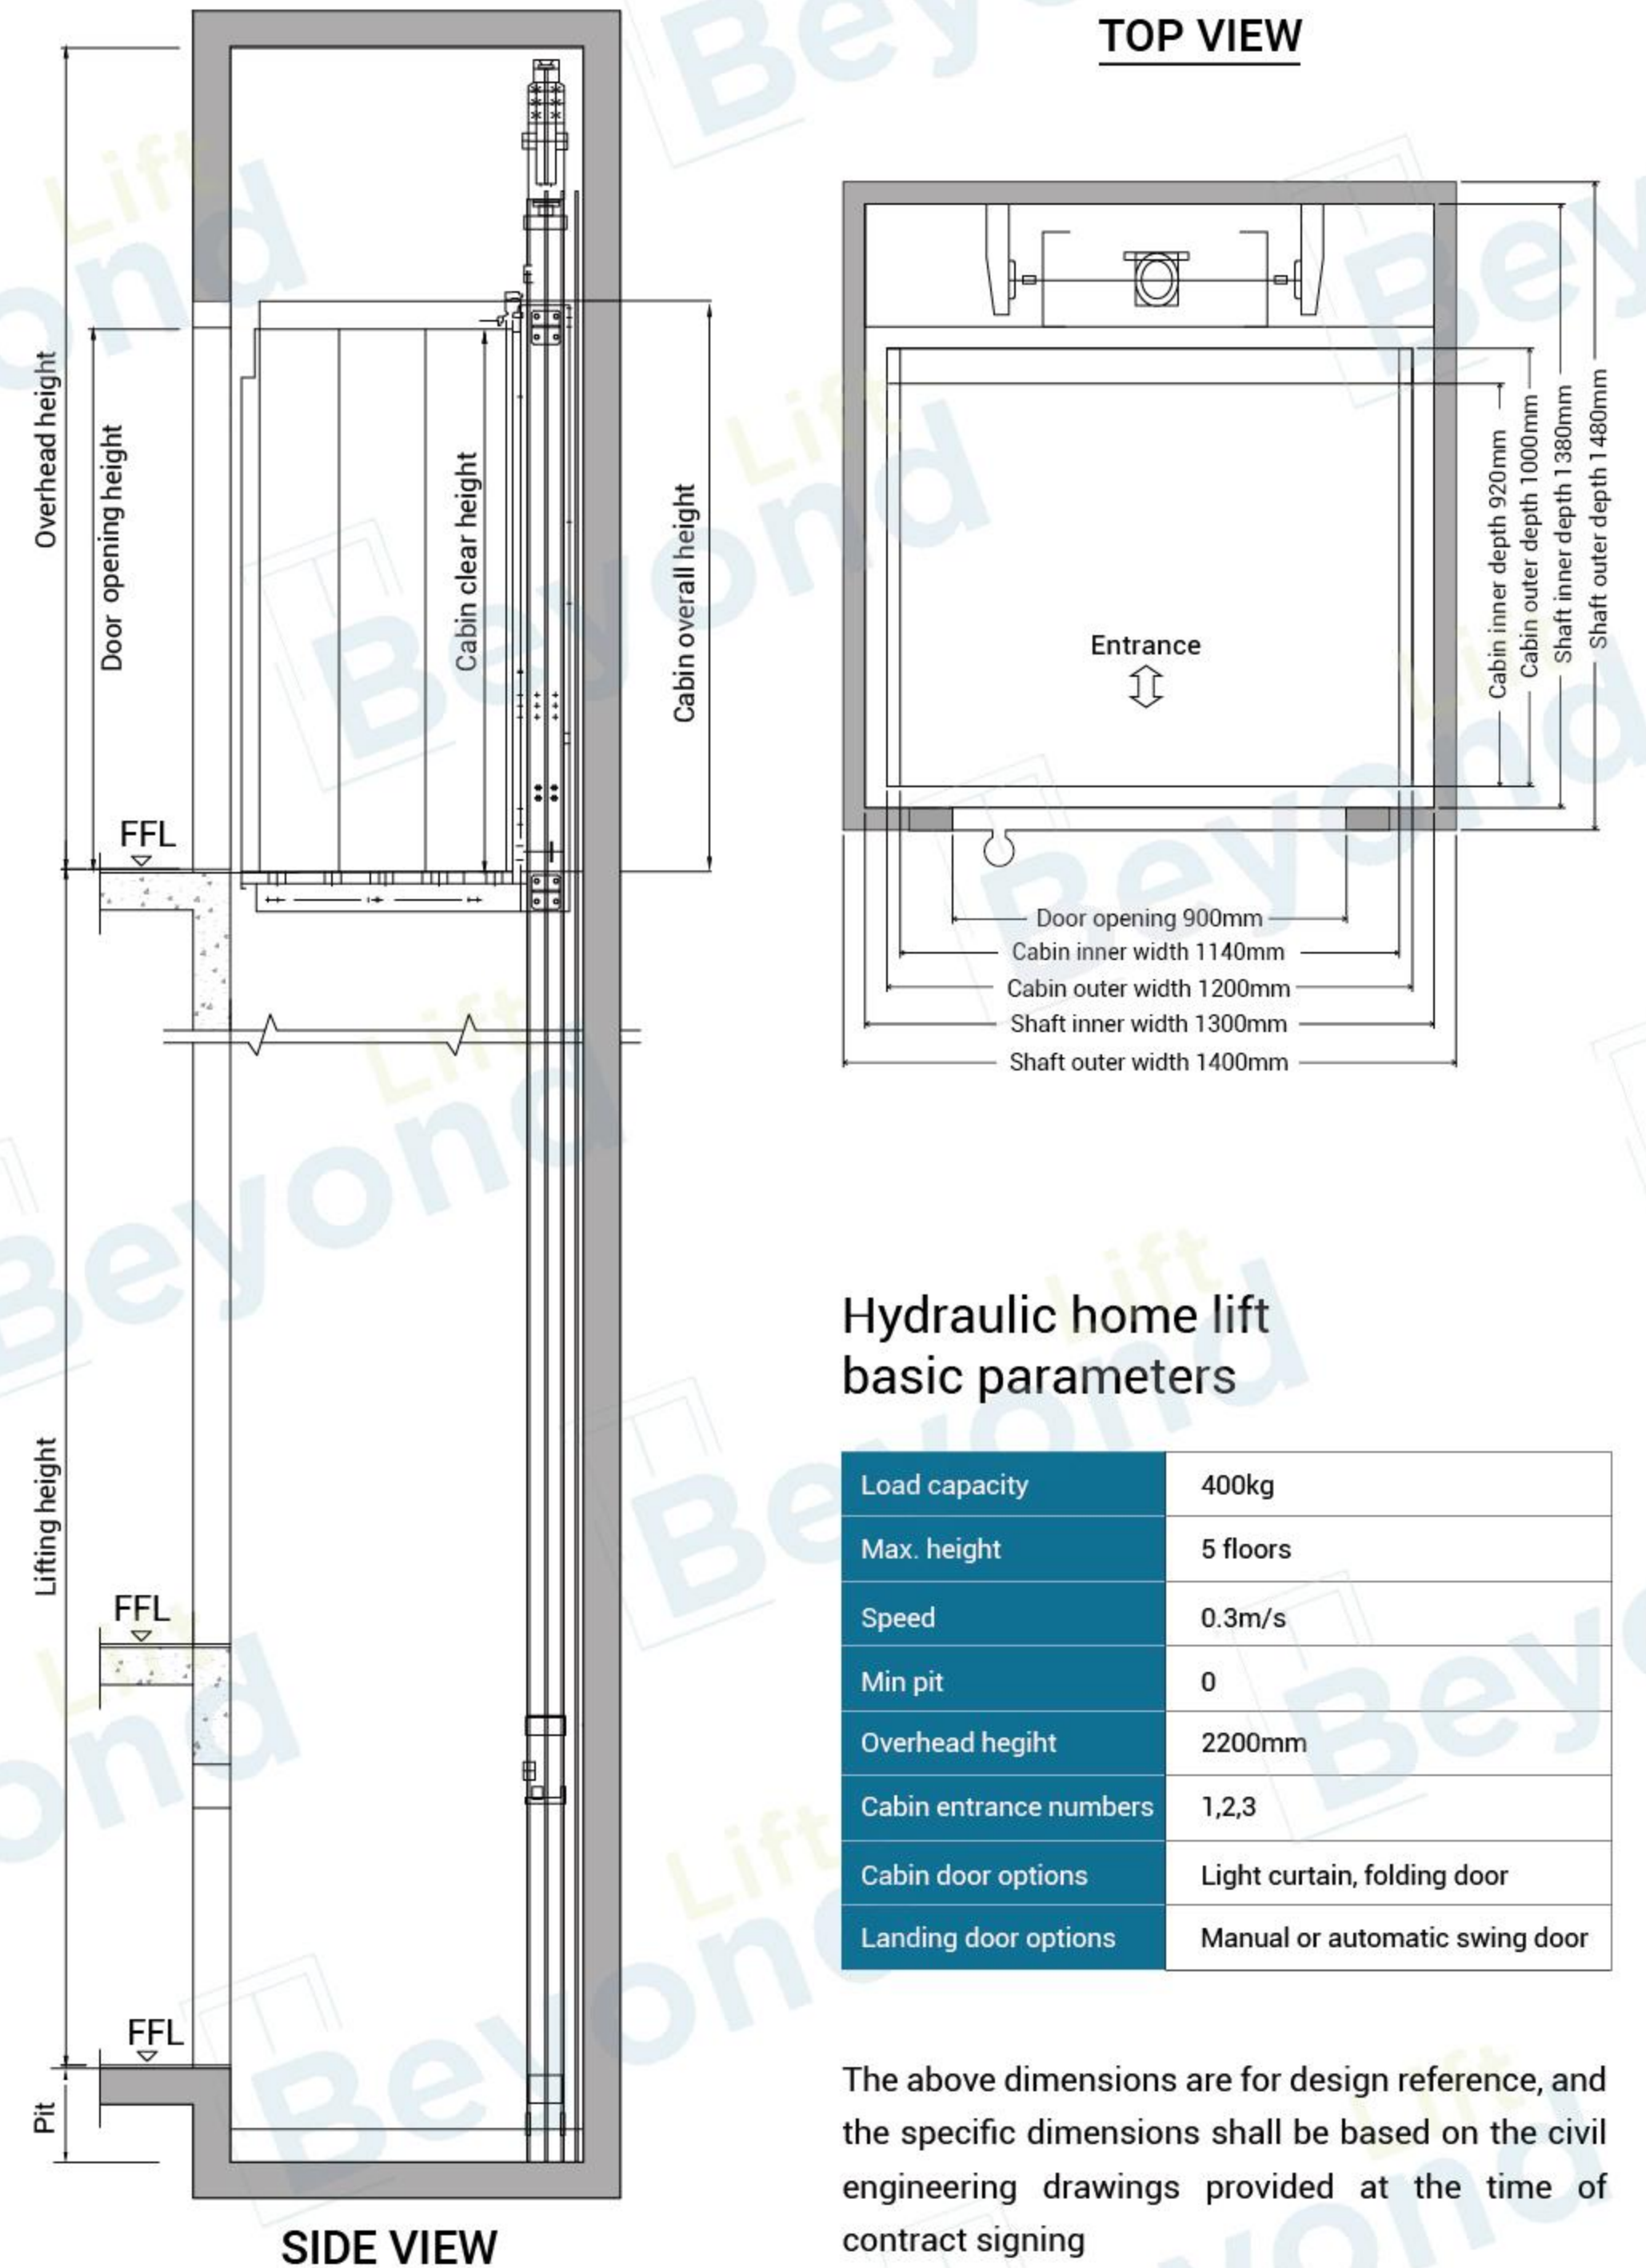 TOP VIEW
Overhead height
Door opening height
Cabin clear height
Cabin overall height
FFL
Lifting height
FFL
FFL
Pit
SIDE VIEW
Entrance
Cabin inner depth 920mm
Cabin outer depth 1000mm
Shaft inner depth 1380mm
Shaft outer depth 1480mm
Door opening 900mm
Cabin inner width 1140mm
Cabin outer width 1200mm
Shaft inner width 1300mm
Shaft outer width 1400mm
Hydraulic home lift
basic parameters
Load capacity 400kg
Max. height 5 floors
Speed 0.3m/s
Min pit 0
Overhead hegiht 2200mm
Cabin entrance numbers 1,2,3
Cabin door options Light curtain, folding door
Landing door options Manual or automatic swing door
The above dimensions are for design reference, and
the specific dimensions shall be based on the civil
engineering drawings provided at the time of
contract signing
Beyond Lift